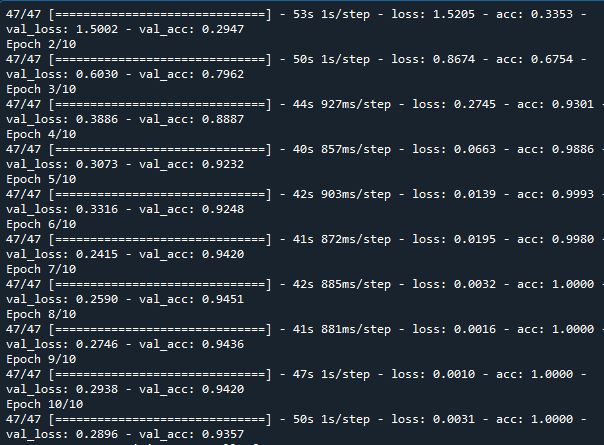 47/47 [==============================] - 53s 1s/step - loss: 1.5205 - acc: 0.3353 -
val_loss: 1.5002 - val_acc: 0.2947
Epoch 2/10
47/47 [==============================] - 50s 1s/step - loss: 0.8674 - acc: 0.6754 -
val_loss: 0.6030 - val_acc: 0.7962
Epoch 3/10
47/47 [==============================] - 44s 927ms/step - loss: 0.2745 - acc: 0.9301 -
val_loss: 0.3886 - val_acc: 0.8887
Epoch 4/10
47/47 [==============================] - 40s 857ms/step - loss: 0.0663 - acc: 0.9886 -
val_loss: 0.3073 - val_acc: 0.9232
Epoch 5/10
47/47 [==============================] - 42s 903ms/step - loss: 0.0139 - acc: 0.9993 -
val_loss: 0.3316 - val_acc: 0.9248
Epoch 6/10
47/47 [==============================] - 41s 872ms/step - loss: 0.0195 - acc: 0.9980 -
val_loss: 0.2415 - val_acc: 0.9420
Epoch 7/10
47/47 [==============================] - 42s 885ms/step - loss: 0.0032 - acc: 1.0000 -
val_loss: 0.2590 - val_acc: 0.9451
Epoch 8/10
47/47 [==============================] - 41s 881ms/step - loss: 0.0016 - acc: 1.0000 -
val_loss: 0.2746 - val_acc: 0.9436
Epoch 9/10
47/47 [==============================] - 47s 1s/step - loss: 0.0010 - acc: 1.0000 -
val_loss: 0.2938 - val_acc: 0.9420
Epoch 10/10
47/47 [==============================] - 50s 1s/step - loss: 0.0031 - acc: 1.0000 -
val_loss: 0.2896 - val_acc: 0.9357